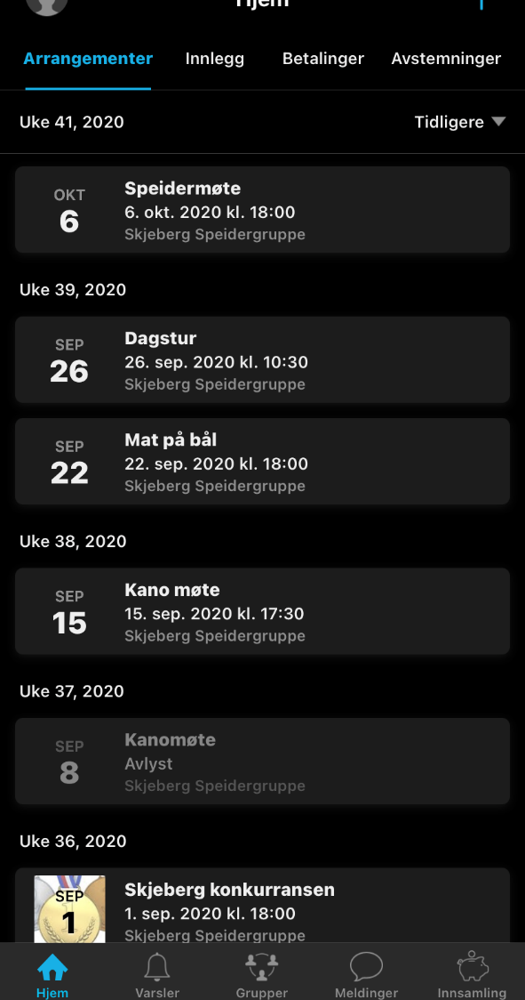 Hjem
Arrangementer Innlegg Betalinger Avstemninger
Uke 41, 2020 Tidligere
OKT
6
Speidermøte
6. okt. 2020 kl. 18:00
Skjeberg Speidergruppe
Uke 39, 2020
SEP
26
Dagstur
26. sep. 2020 kl. 10:30
Skjeberg Speidergruppe
SEP
22
Mat på bål
22. sep. 2020 kl. 18:00
Skjeberg Speidergruppe
Uke 38, 2020
SEP
15
Kano møte
15. sep. 2020 kl. 17:30
Skjeberg Speidergruppe
Uke 37, 2020
SEP
8
Kanomøte
Avlyst
Skjeberg Speidergruppe
Uke 36, 2020
SEP
1
Skjeberg konkurransen
1. sep. 2020 kl. 18:00
Skjeberg Speidergruppe
Hjem Varsler Grupper Meldinger Innsamling